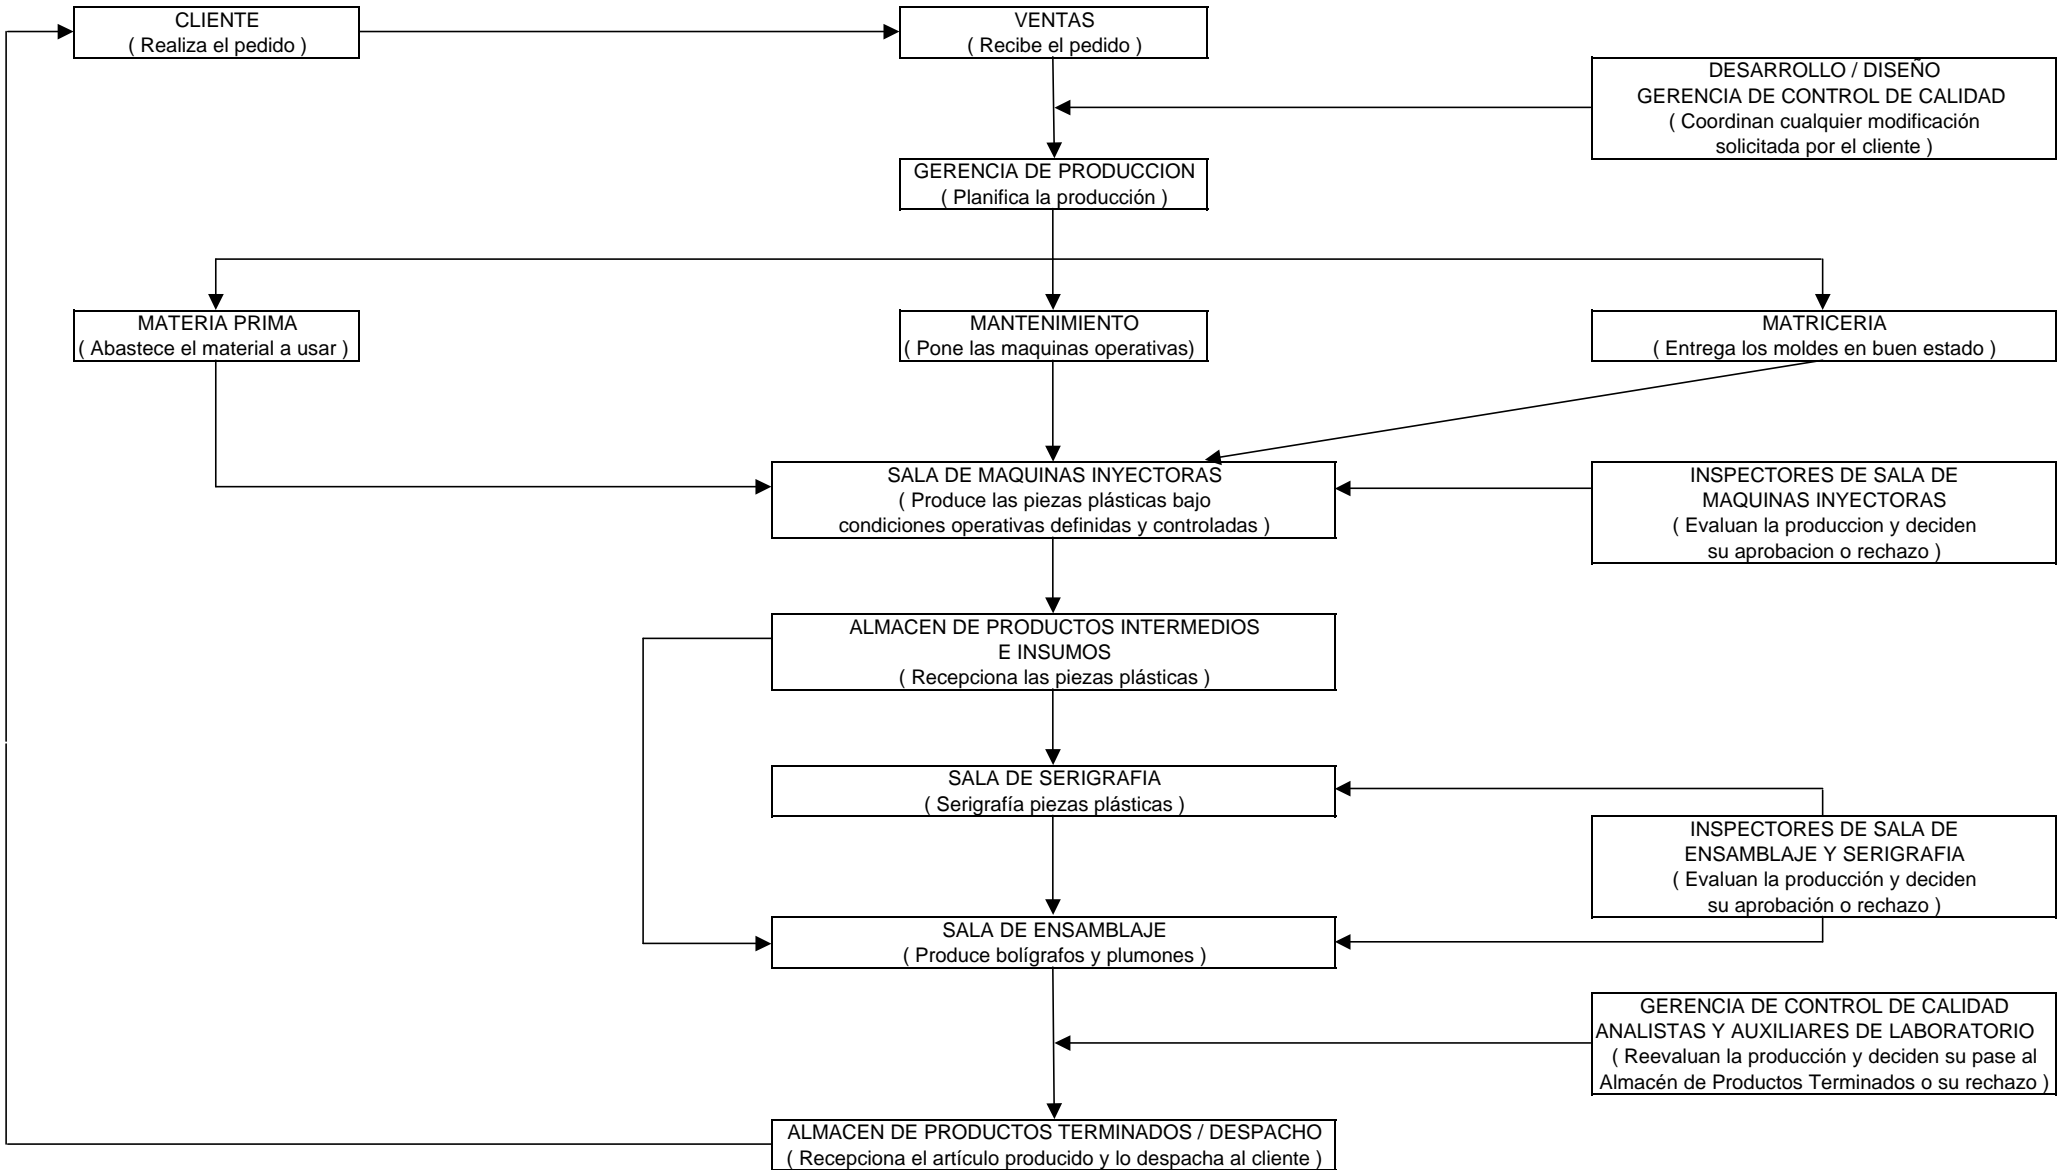 CLIENTE
( Realiza el pedido )
VENTAS
( Recibe el pedido )
DESARROLLO / DISEÑO
GERENCIA DE CONTROL DE CALIDAD
( Coordinan cualquier modificación
solicitada por el cliente )
GERENCIA DE PRODUCCION
( Planifica la producción )
MATERIA PRIMA
( Abastece el material a usar )
MANTENIMIENTO
( Pone las maquinas operativas)
MATRICERIA
( Entrega los moldes en buen estado )
SALA DE MAQUINAS INYECTORAS
( Produce las piezas plásticas bajo
condiciones operativas definidas y controladas )
INSPECTORES DE SALA DE
MAQUINAS INYECTORAS
( Evaluan la produccion y deciden
su aprobacion o rechazo )
ALMACEN DE PRODUCTOS INTERMEDIOS
E INSUMOS
( Recepciona las piezas plásticas )
SALA DE SERIGRAFIA
( Serigrafía piezas plásticas )
INSPECTORES DE SALA DE
ENSAMBLAJE Y SERIGRAFIA
( Evaluan la producción y deciden
su aprobación o rechazo )
SALA DE ENSAMBLAJE
( Produce bolígrafos y plumones )
GERENCIA DE CONTROL DE CALIDAD
ANALISTAS Y AUXILIARES DE LABORATORIO
( Reevaluan la producción y deciden su pase al
Almacén de Productos Terminados o su rechazo )
ALMACEN DE PRODUCTOS TERMINADOS / DESPACHO
( Recepciona el artículo producido y lo despacha al cliente )